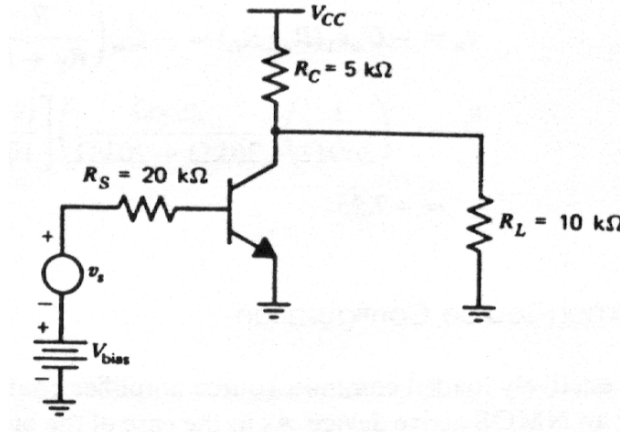 V_CC
R_C = 5 kΩ
R_S = 20 kΩ
+
v_s
−
R_L = 10 kΩ
+
V_bias
−